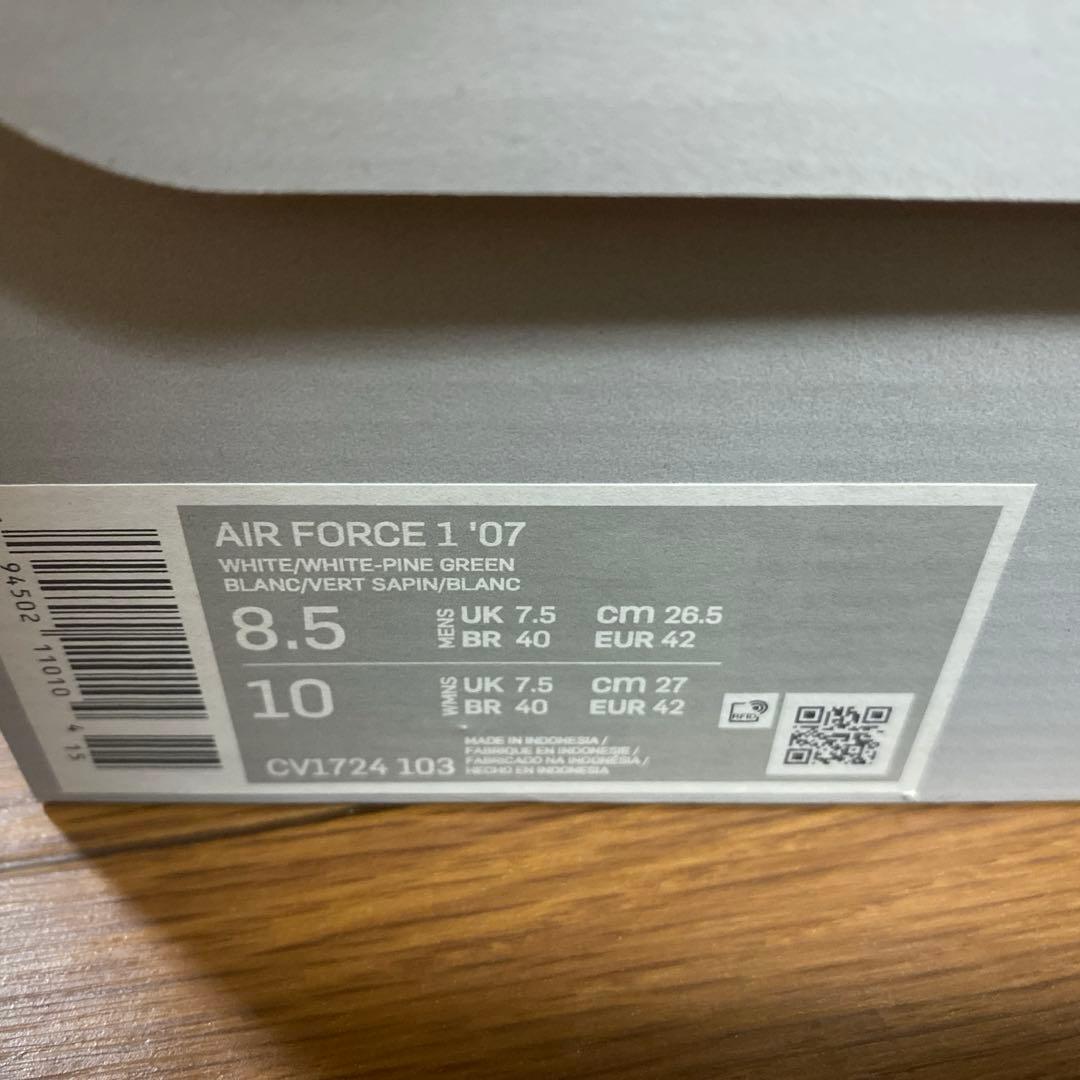 AIR FORCE 1 '07
WHITE/WHITE-PINE GREEN
BLANC/VERT SAPIN/BLANC
8.5 MENS UK 7.5 cm 26.5
BR 40 EUR 42
10 WMNS UK 7.5 cm 27
BR 40 EUR 42
RFID
MADE IN INDONESIA /
FABRIQUE EN INDONESIE /
FABRICADO NA INDONÉSIA /
HECHO EN INDONESIA
CV1724 103
94502 11010 4 15